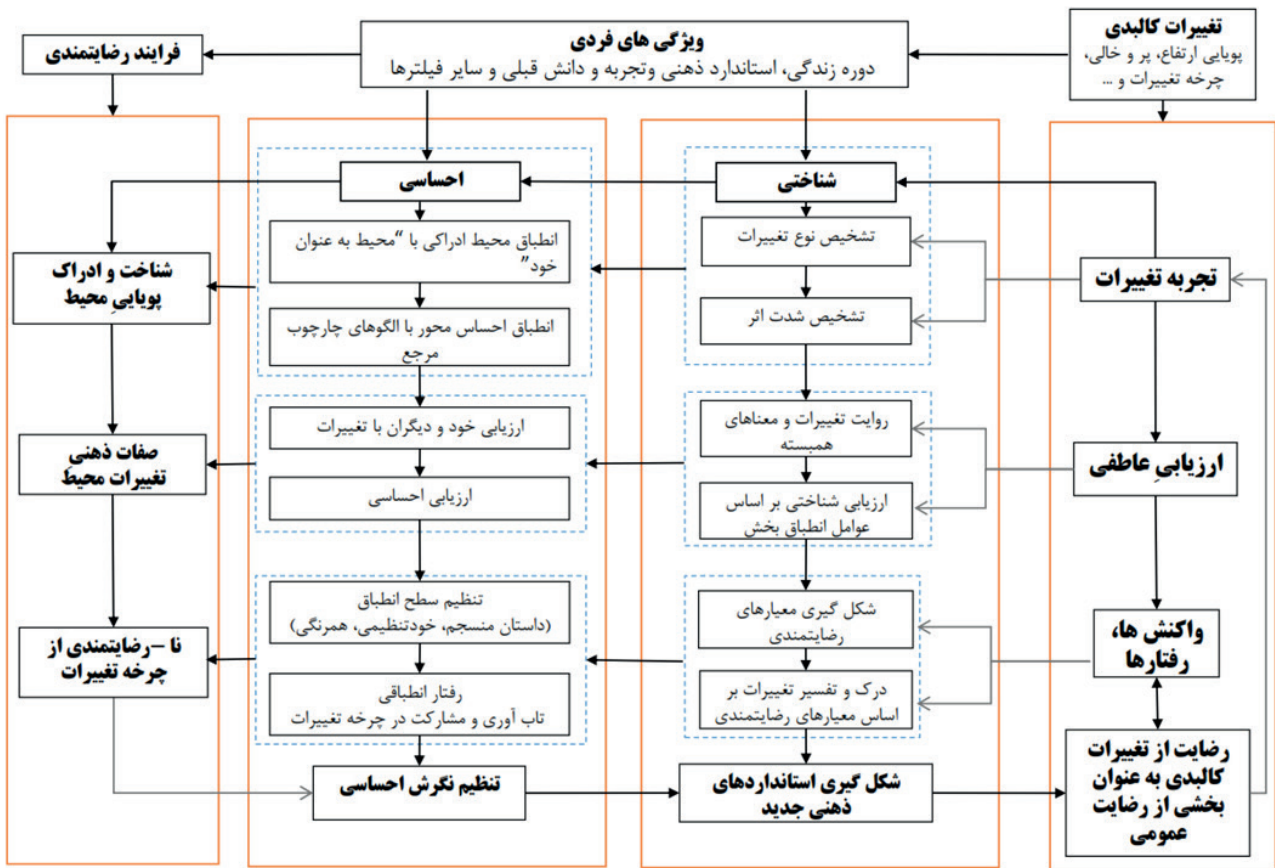 تغییرات کالبدی
پویایی ارتفاع، پر و خالی،
چرخه تغییرات و ...
ویژگی های فردی
دوره زندگی، استاندارد ذهنی وتجربه و دانش قبلی و سایر فیلترها
فرایند رضایتمندی
تجربه تغییرات
ارزیابیِ عاطفی
واکنش ها،
رفتارها
رضایت از تغییرات
کالبدی به عنوان
بخشی از رضایت
عمومی
شناختی
تشخیص نوع تغییرات
تشخیص شدت اثر
روایت تغییرات و معناهای
همبسته
ارزیابی شناختی بر اساس
عوامل انطباق بخش
شکل گیری معیارهای
رضایتمندی
درک و تفسیر تغییرات بر
اساس معیارهای رضایتمندی
شکل گیری استانداردهای
ذهنی جدید
احساسی
انطباق محیط ادراکی با "محیط به عنوان
خود"
انطباق احساس محور با الگوهای چارچوب
مرجع
ارزیابی خود و دیگران با تغییرات
ارزیابی احساسی
تنظیم سطح انطباق
(داستان منسجم، خودتنظیمی، همرنگی)
رفتار انطباقی
تاب آوری و مشارکت در چرخه تغییرات
تنظیم نگرش احساسی
شناخت و ادراک
پویاییِ محیط
صفات ذهنیِ
تغییرات محیط
نا –رضایتمندی از
چرخه تغییرات